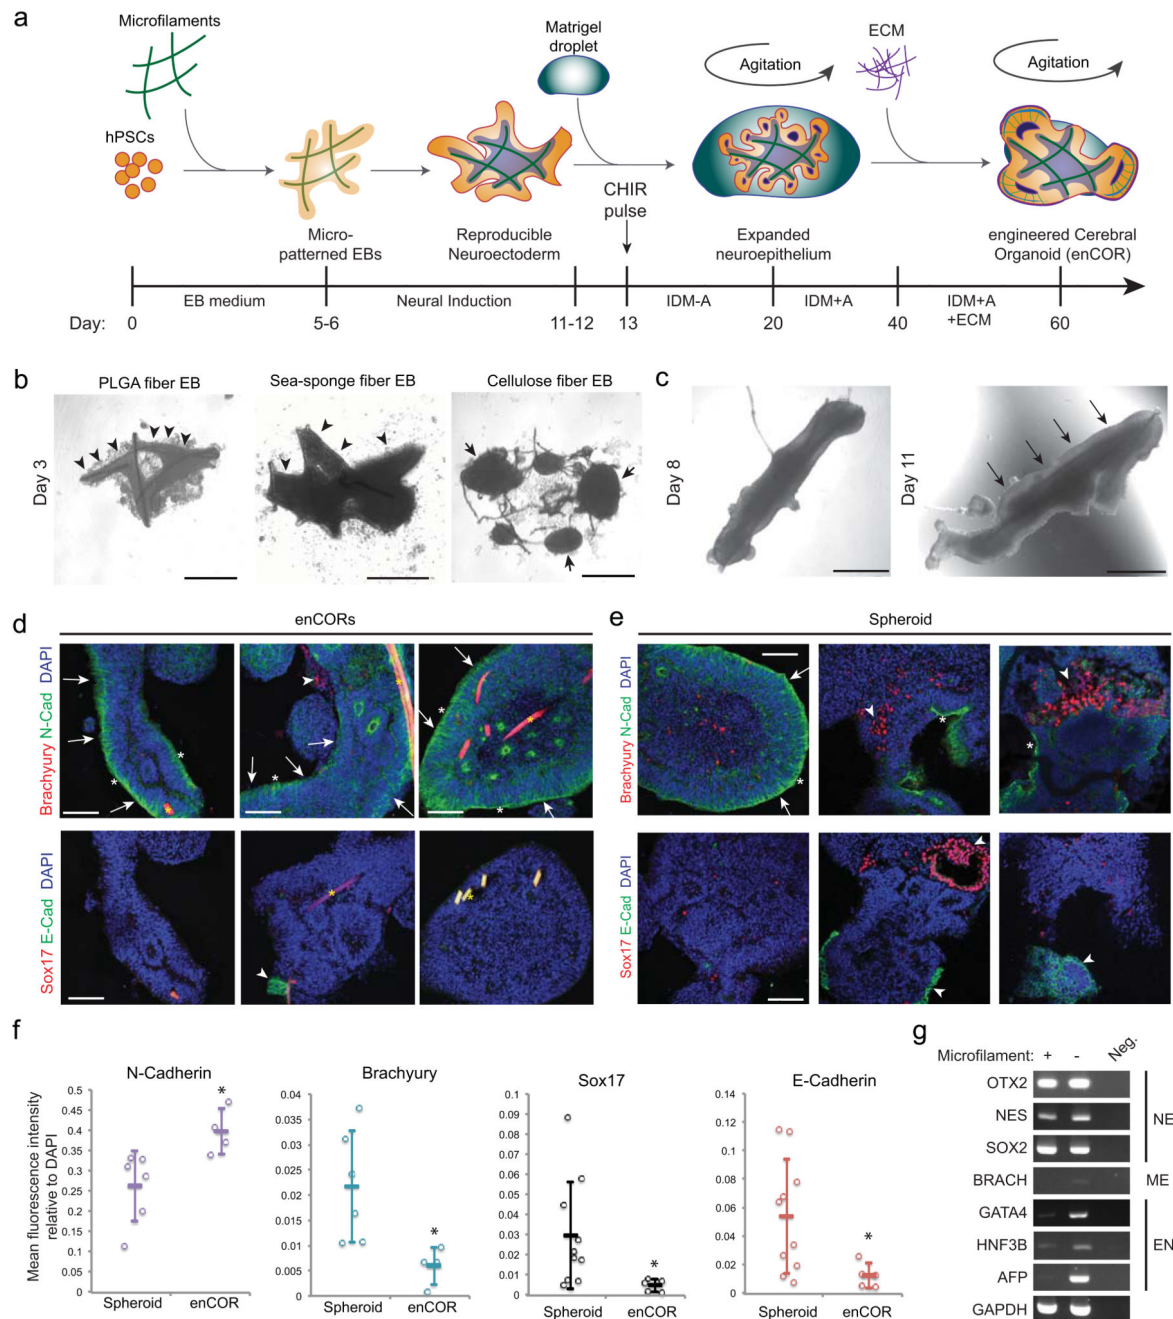 a
Microfilaments
hPSCs
Matrigel
droplet
ECM
Agitation
Agitation
CHIR
pulse
Micro-
patterned EBs
Reproducible
Neuroectoderm
Expanded
neuroepithelium
engineered Cerebral
Organoid (enCOR)
EB medium
Neural Induction
IDM-A
IDM+A
IDM+A
+ECM
Day: 0 5-6 11-12 13 20 40 60
b
PLGA fiber EB Sea-sponge fiber EB Cellulose fiber EB
Day 3
c
Day 8
Day 11
d
enCORs
Brachyury N-Cad DAPI
Sox17 E-Cad DAPI
e
Spheroid
Brachyury N-Cad DAPI
Sox17 E-Cad DAPI
f
Mean fluorescence intensity
relative to DAPI
N-Cadherin
0.5
0.45
0.4
0.35
0.3
0.25
0.2
0.15
0.1
0.05
0
*
Spheroid enCOR
Brachyury
0.04
0.035
0.03
0.025
0.02
0.015
0.01
0.005
0
*
Spheroid enCOR
Sox17
0.1
0.09
0.08
0.07
0.06
0.05
0.04
0.03
0.02
0.01
0
*
Spheroid enCOR
E-Cadherin
0.14
0.12
0.1
0.08
0.06
0.04
0.02
0
*
Spheroid enCOR
g
Microfilament: + - Neg.
OTX2
NES
SOX2
BRACH
GATA4
HNF3B
AFP
GAPDH
NE
ME
EN